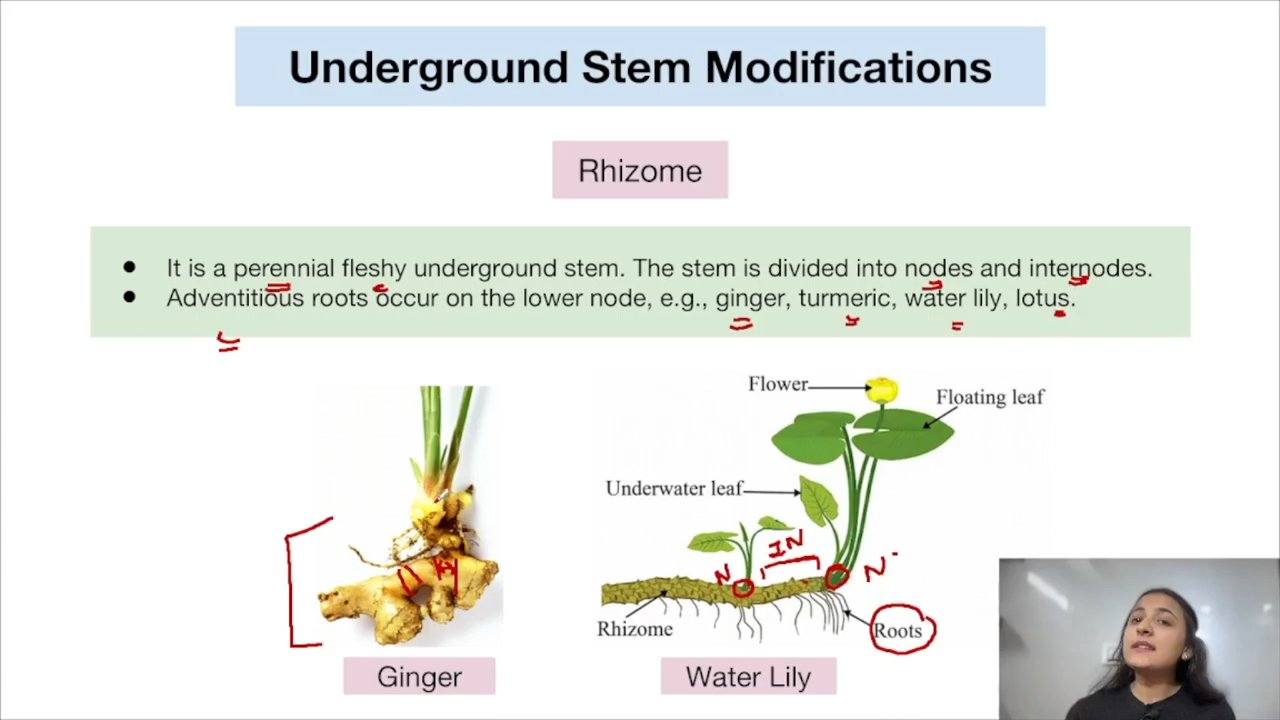 Underground Stem Modifications
Rhizome
● It is a perennial fleshy underground stem. The stem is divided into nodes and internodes.
● Adventitious roots occur on the lower node, e.g., ginger, turmeric, water lily, lotus.
Flower
Floating leaf
Underwater leaf
IN
N
N
Rhizome
Roots
Ginger
Water Lily